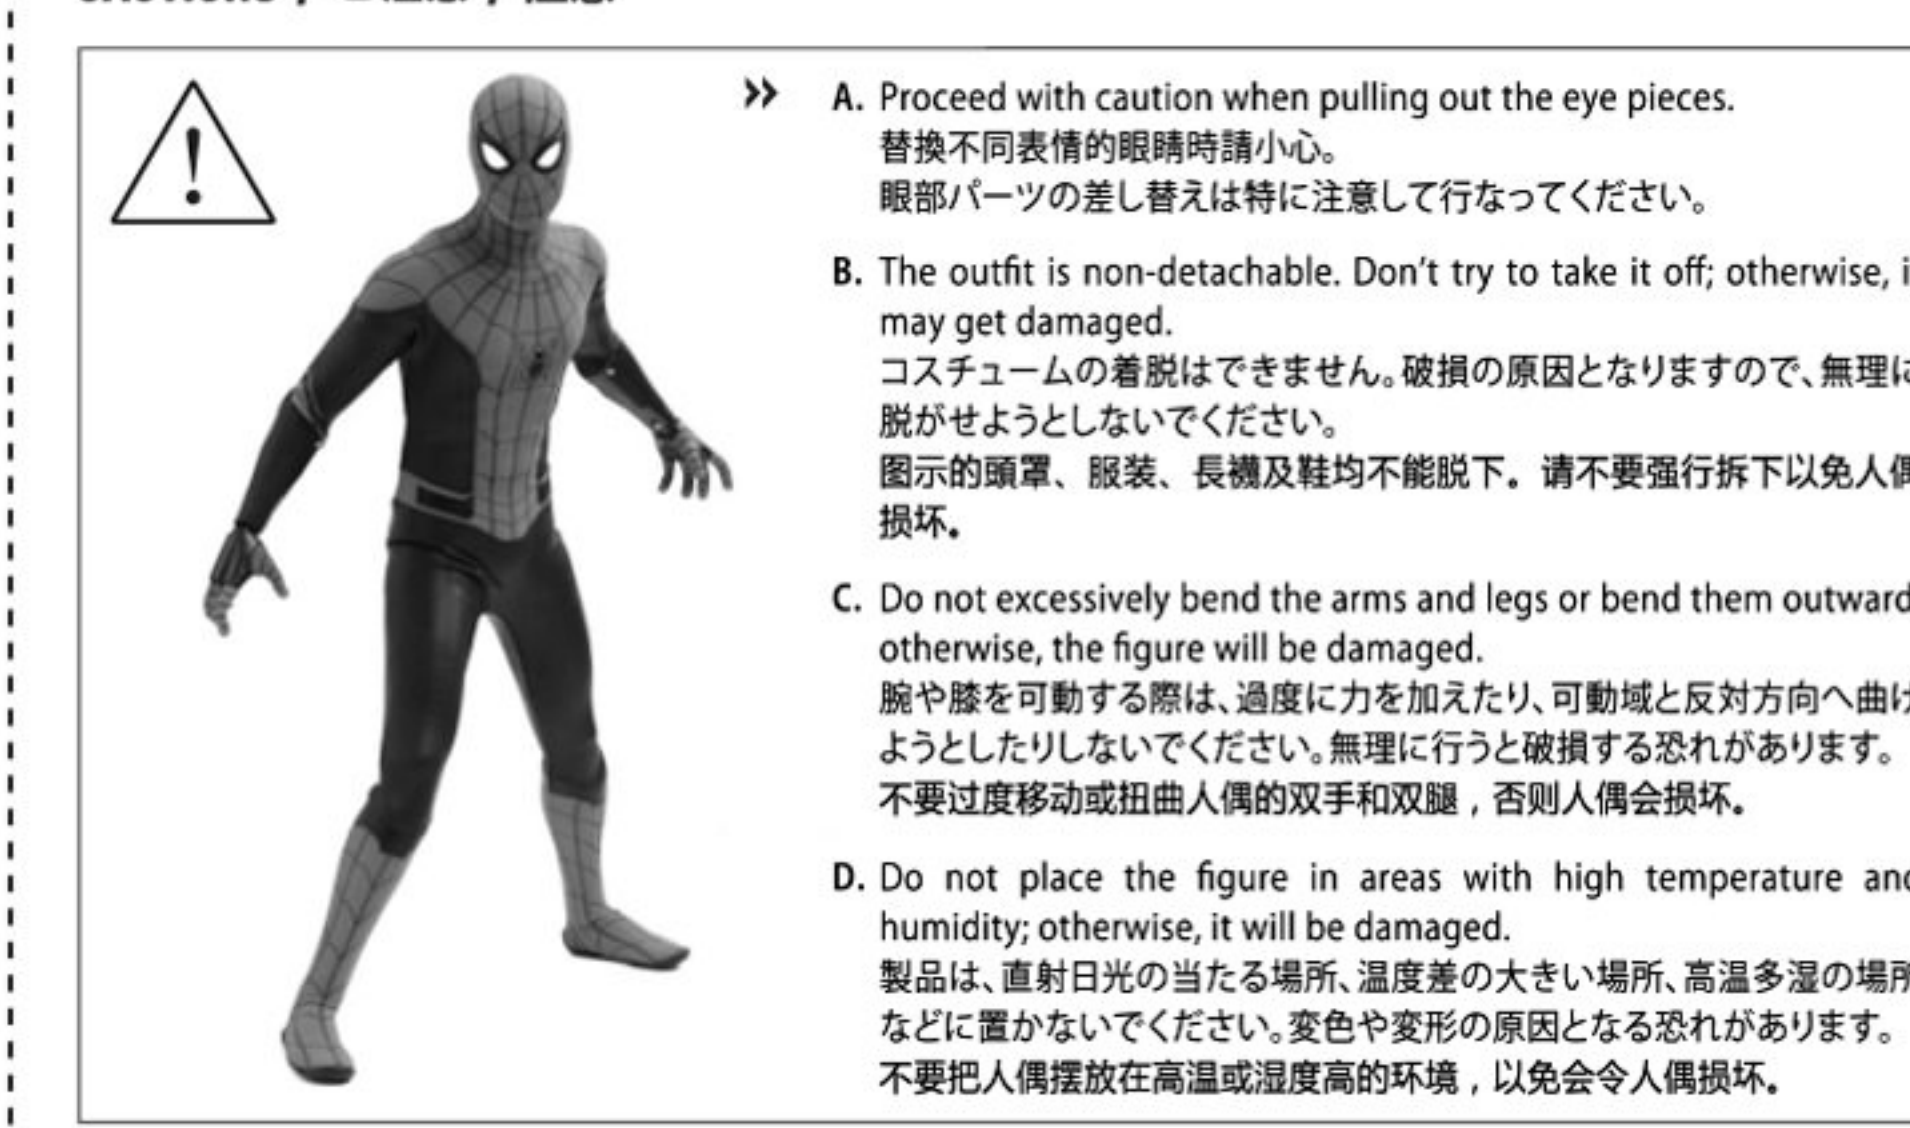 A. Proceed with caution when pulling out the eye pieces.
替換不同表情的眼睛時請小心。
眼部パーツの差し替えは特に注意して行なってください。
B. The outfit is non-detachable. Don't try to take it off; otherwise,
may get damaged.
コスチュームの着脱はできません。破損の原因となりますので、無理に
脱がせようとしないでください。
图示的頭罩、服装、長襪及鞋均不能脱下。请不要强行拆下以免人偶
损坏。
C. Do not excessively bend the arms and legs or bend them outward
otherwise, the figure will be damaged.
腕や膝を可動する際は、過度に力を加えたり、可動域と反対方向へ曲げ
ようとしたりしないでください。無理に行うと破損する恐れがあります。
不要过度移动或扭曲人偶的双手和双腿，否则人偶会损坏。
D. Do not place the figure in areas with high temperature and
humidity; otherwise, it will be damaged.
製品は、直射日光の当たる場所、温度差の大きい場所、高温多湿の場所
などに置かないでください。変色や変形の原因となる恐れがあります。
不要把人偶摆放在高温或湿度高的环境，以免会令人偶损坏。